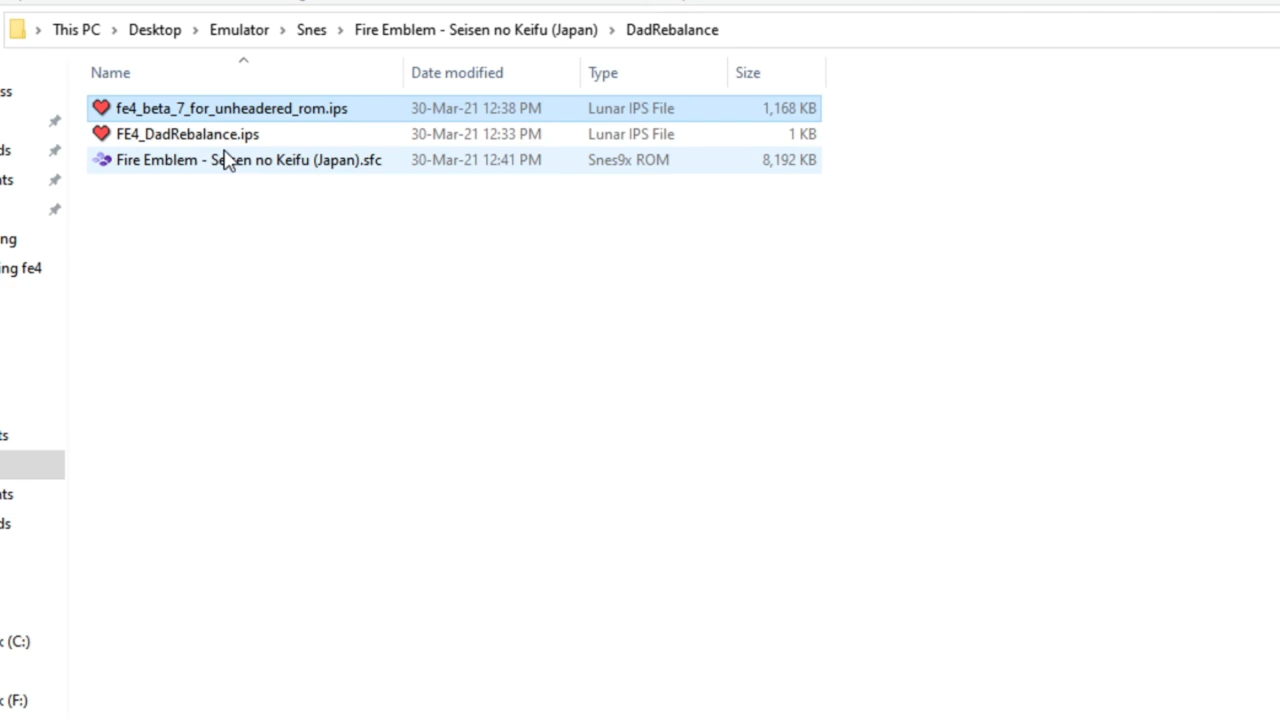 This PC > Desktop > Emulator > Snes > Fire Emblem - Seisen no Keifu (Japan) > DadRebalance
Name Date modified Type Size
fe4_beta_7_for_unheadered_rom.ips 30-Mar-21 12:38 PM Lunar IPS File 1,168 KB
FE4_DadRebalance.ips 30-Mar-21 12:33 PM Lunar IPS File 1 KB
Fire Emblem - Seisen no Keifu (Japan).sfc 30-Mar-21 12:41 PM Snes9x ROM 8,192 KB
ss
ds
nts
ng
ing fe4
ts
nts
ds
k (C:)
k (F:)